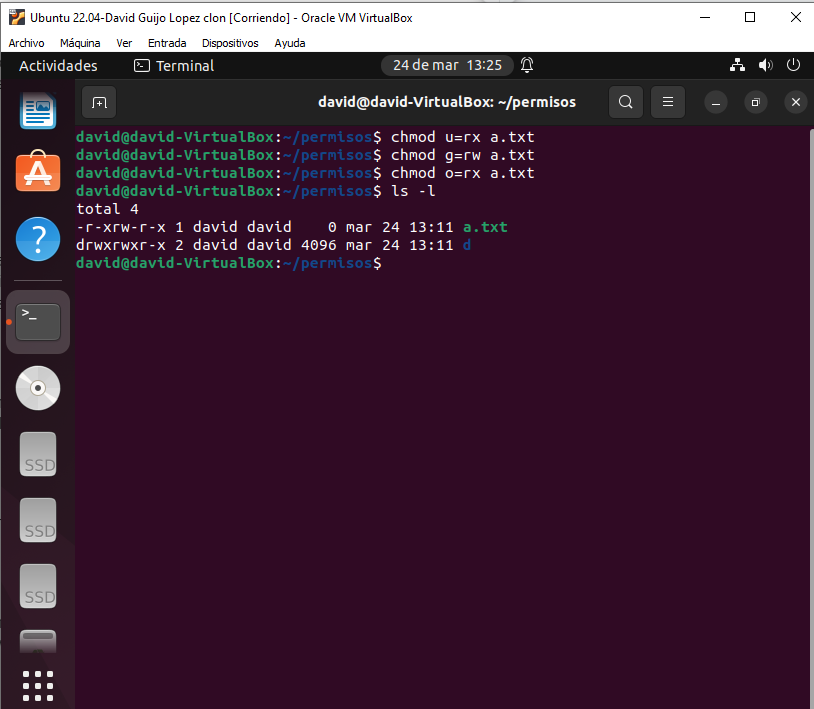 Ubuntu 22.04-David Guijo Lopez clon [Corriendo] - Oracle VM VirtualBox
Archivo Máquina Ver Entrada Dispositivos Ayuda
Actividades Terminal 24 de mar 13:25
david@david-VirtualBox: ~/permisos
david@david-VirtualBox:~/permisos$ chmod u=rx a.txt
david@david-VirtualBox:~/permisos$ chmod g=rw a.txt
david@david-VirtualBox:~/permisos$ chmod o=rx a.txt
david@david-VirtualBox:~/permisos$ ls -l
total 4
-r-xrw-r-x 1 david david    0 mar 24 13:11 a.txt
drwxrwxr-x 2 david david 4096 mar 24 13:11 d
david@david-VirtualBox:~/permisos$
?
>_
SSD
SSD
SSD